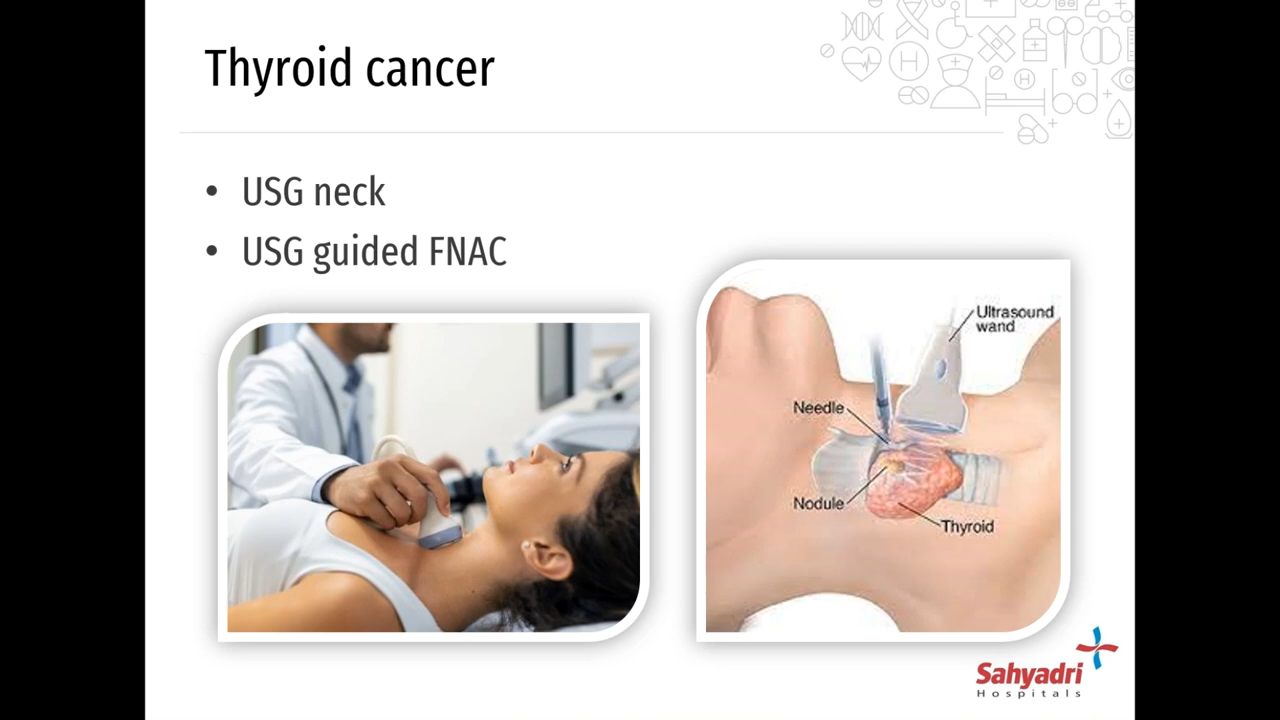 Thyroid cancer
• USG neck
• USG guided FNAC
Ultrasound
wand
Needle
Nodule
Thyroid
Sahyadri
Hospitals